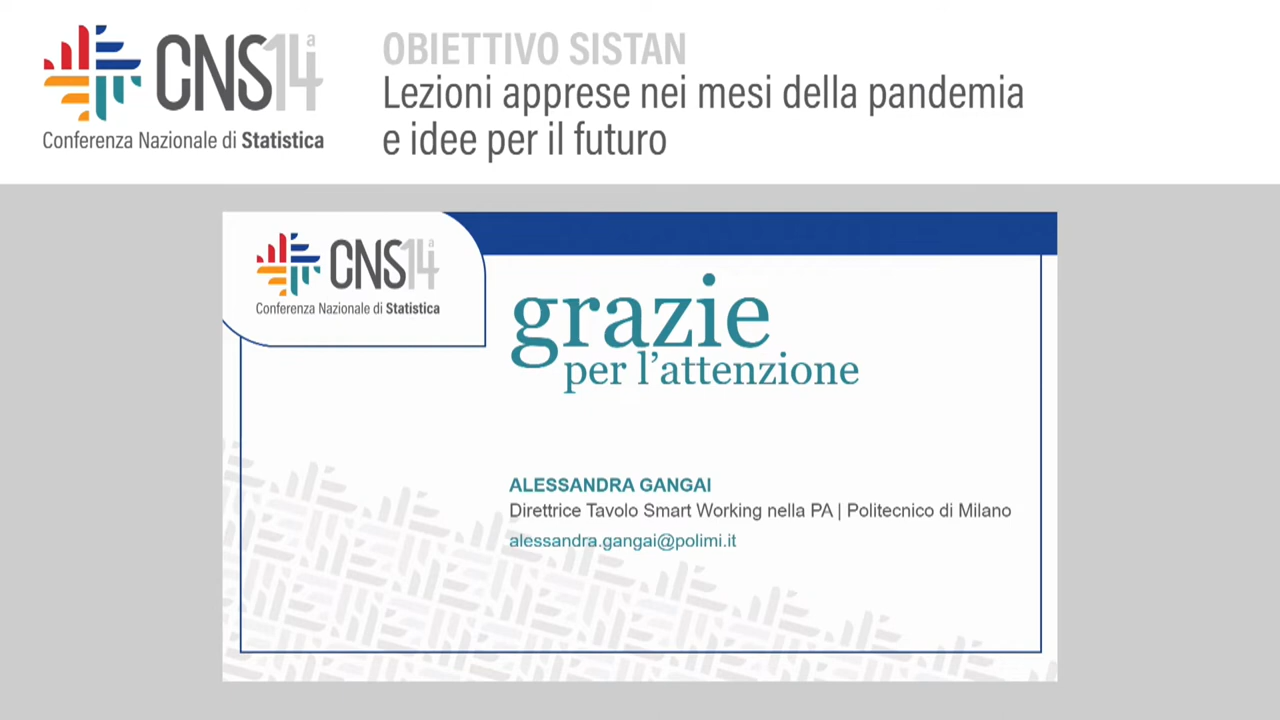 CNS14a
Conferenza Nazionale di Statistica
OBIETTIVO SISTAN
Lezioni apprese nei mesi della pandemia
e idee per il futuro
CNS14a
Conferenza Nazionale di Statistica
grazie
per l’attenzione
ALESSANDRA GANGAI
Direttrice Tavolo Smart Working nella PA | Politecnico di Milano
alessandra.gangai@polimi.it